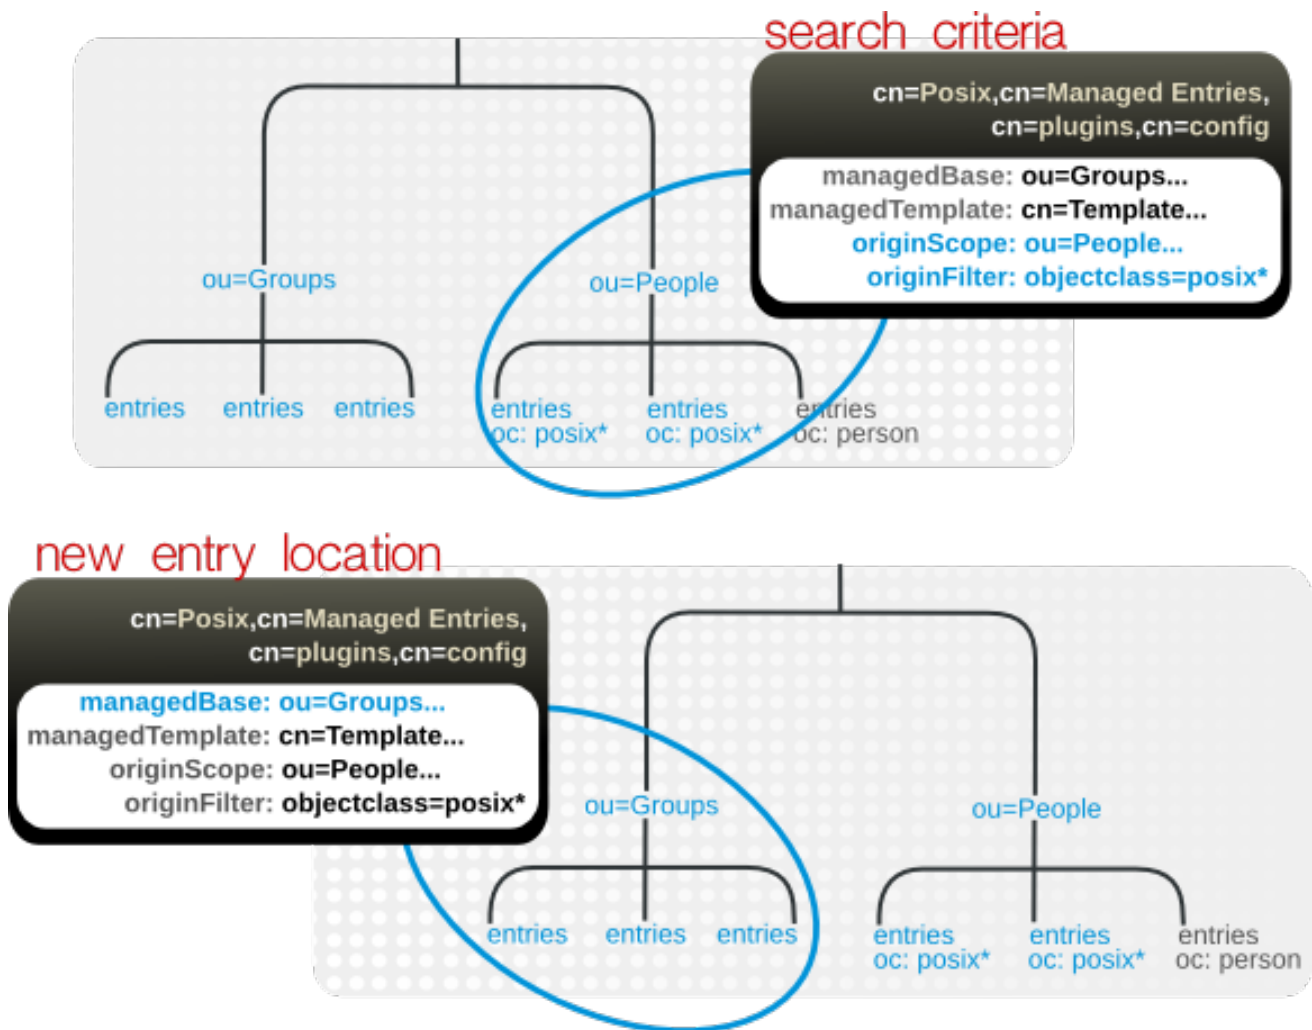 search criteria
cn=Posix,cn=Managed Entries,
cn=plugins,cn=config
managedBase: ou=Groups...
managedTemplate: cn=Template...
originScope: ou=People...
originFilter: objectclass=posix*
ou=Groups
ou=People
entries entries entries
entries entries entries
oc: posix* oc: posix* oc: person
new entry location
cn=Posix,cn=Managed Entries,
cn=plugins,cn=config
managedBase: ou=Groups...
managedTemplate: cn=Template...
originScope: ou=People...
originFilter: objectclass=posix*
ou=Groups
ou=People
entries entries entries
entries entries entries
oc: posix* oc: posix* oc: person